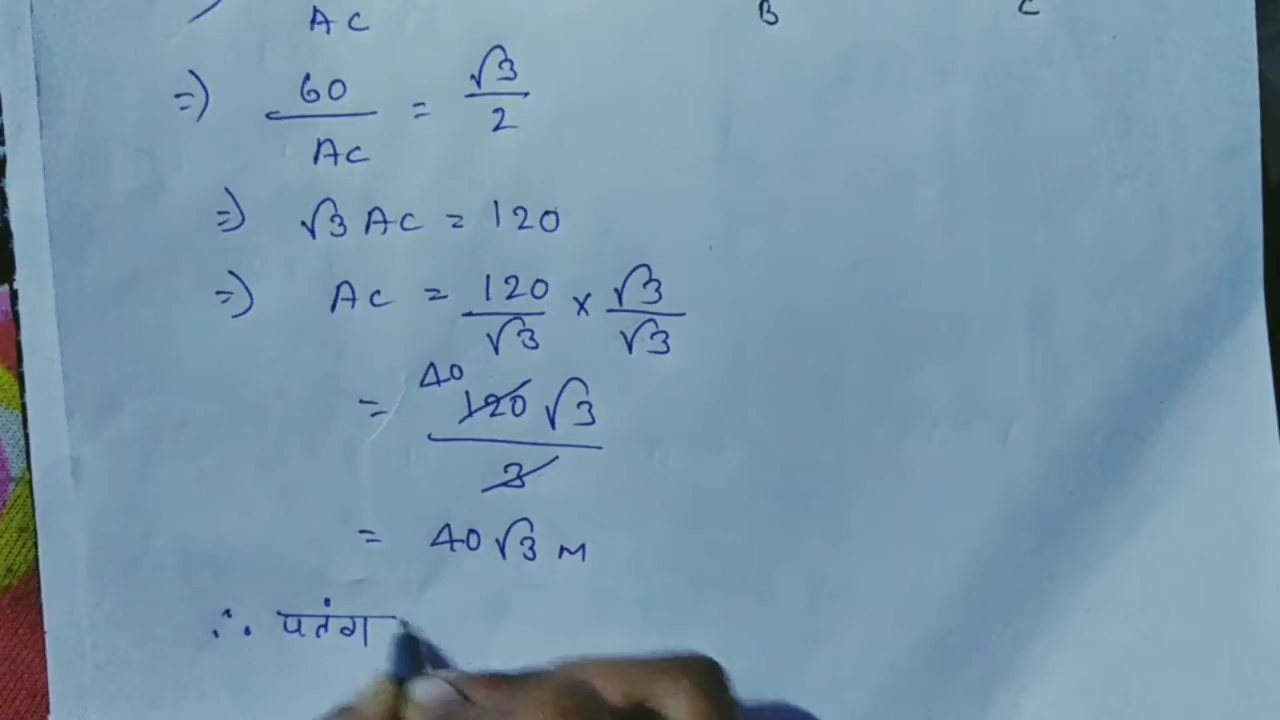 AC B C
=> 60/AC = √3/2
=> √3 AC = 120
=> AC = 120/√3 × √3/√3
= 40 120√3/3
= 40√3 M
∴ पतंग